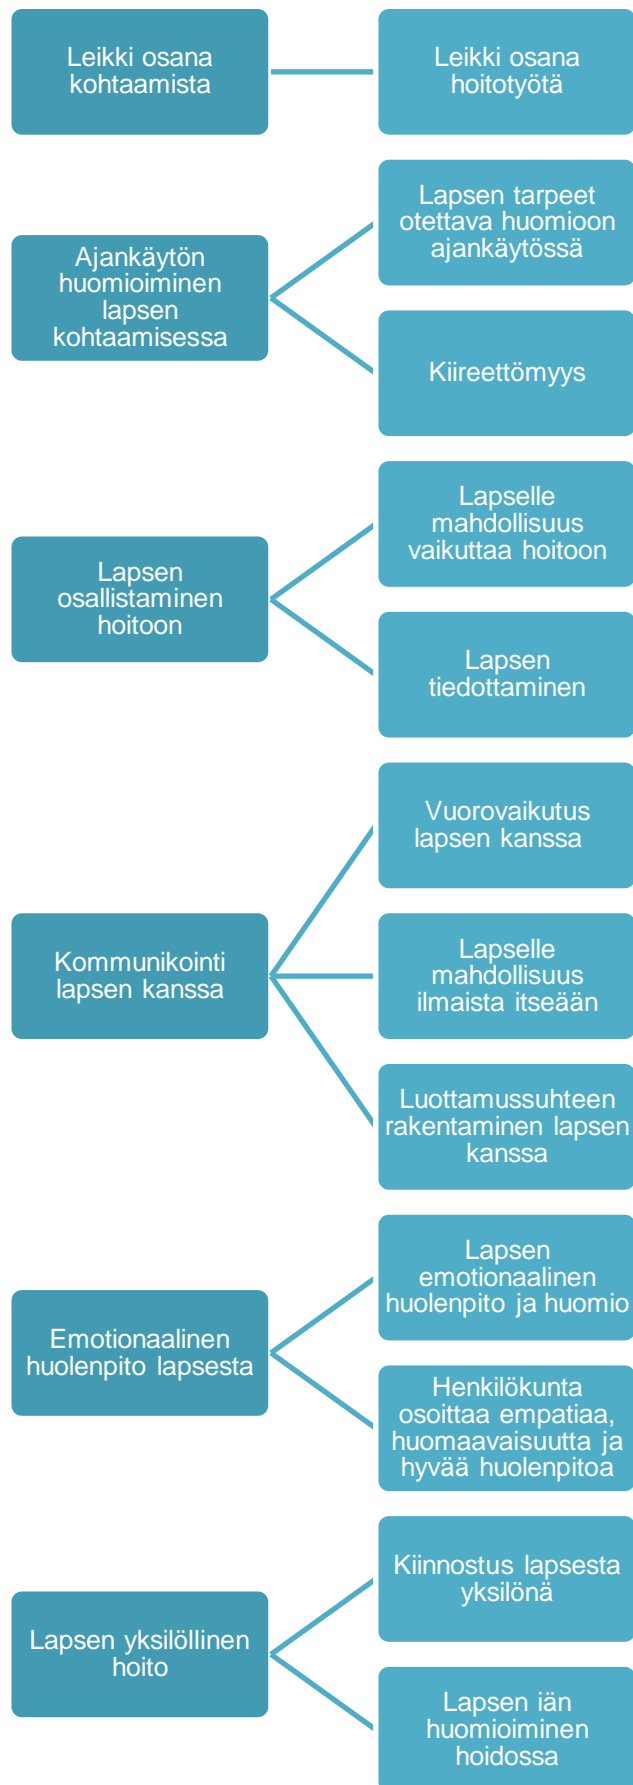 Leikki osana
kohtaamista
Leikki osana
hoitotyötä
Ajankäytön
huomioiminen
lapsen
kohtaamisessa
Lapsen tarpeet
otettava huomioon
ajankäytössä
Kiireettömyys
Lapsen
osallistaminen
hoitoon
Lapselle
mahdollisuus
vaikuttaa hoitoon
Lapsen
tiedottaminen
Kommunikointi
lapsen kanssa
Vuorovaikutus
lapsen kanssa
Lapselle
mahdollisuus
ilmaista itseään
Luottamussuhteen
rakentaminen lapsen
kanssa
Emotionaalinen
huolenpito lapsesta
Lapsen
emotionaalinen
huolenpito ja huomio
Henkilökunta
osoittaa empatiaa,
huomaavaisuutta ja
hyvää huolenpitoa
Lapsen yksilöllinen
hoito
Kiinnostus lapsesta
yksilönä
Lapsen iän
huomioiminen
hoidossa